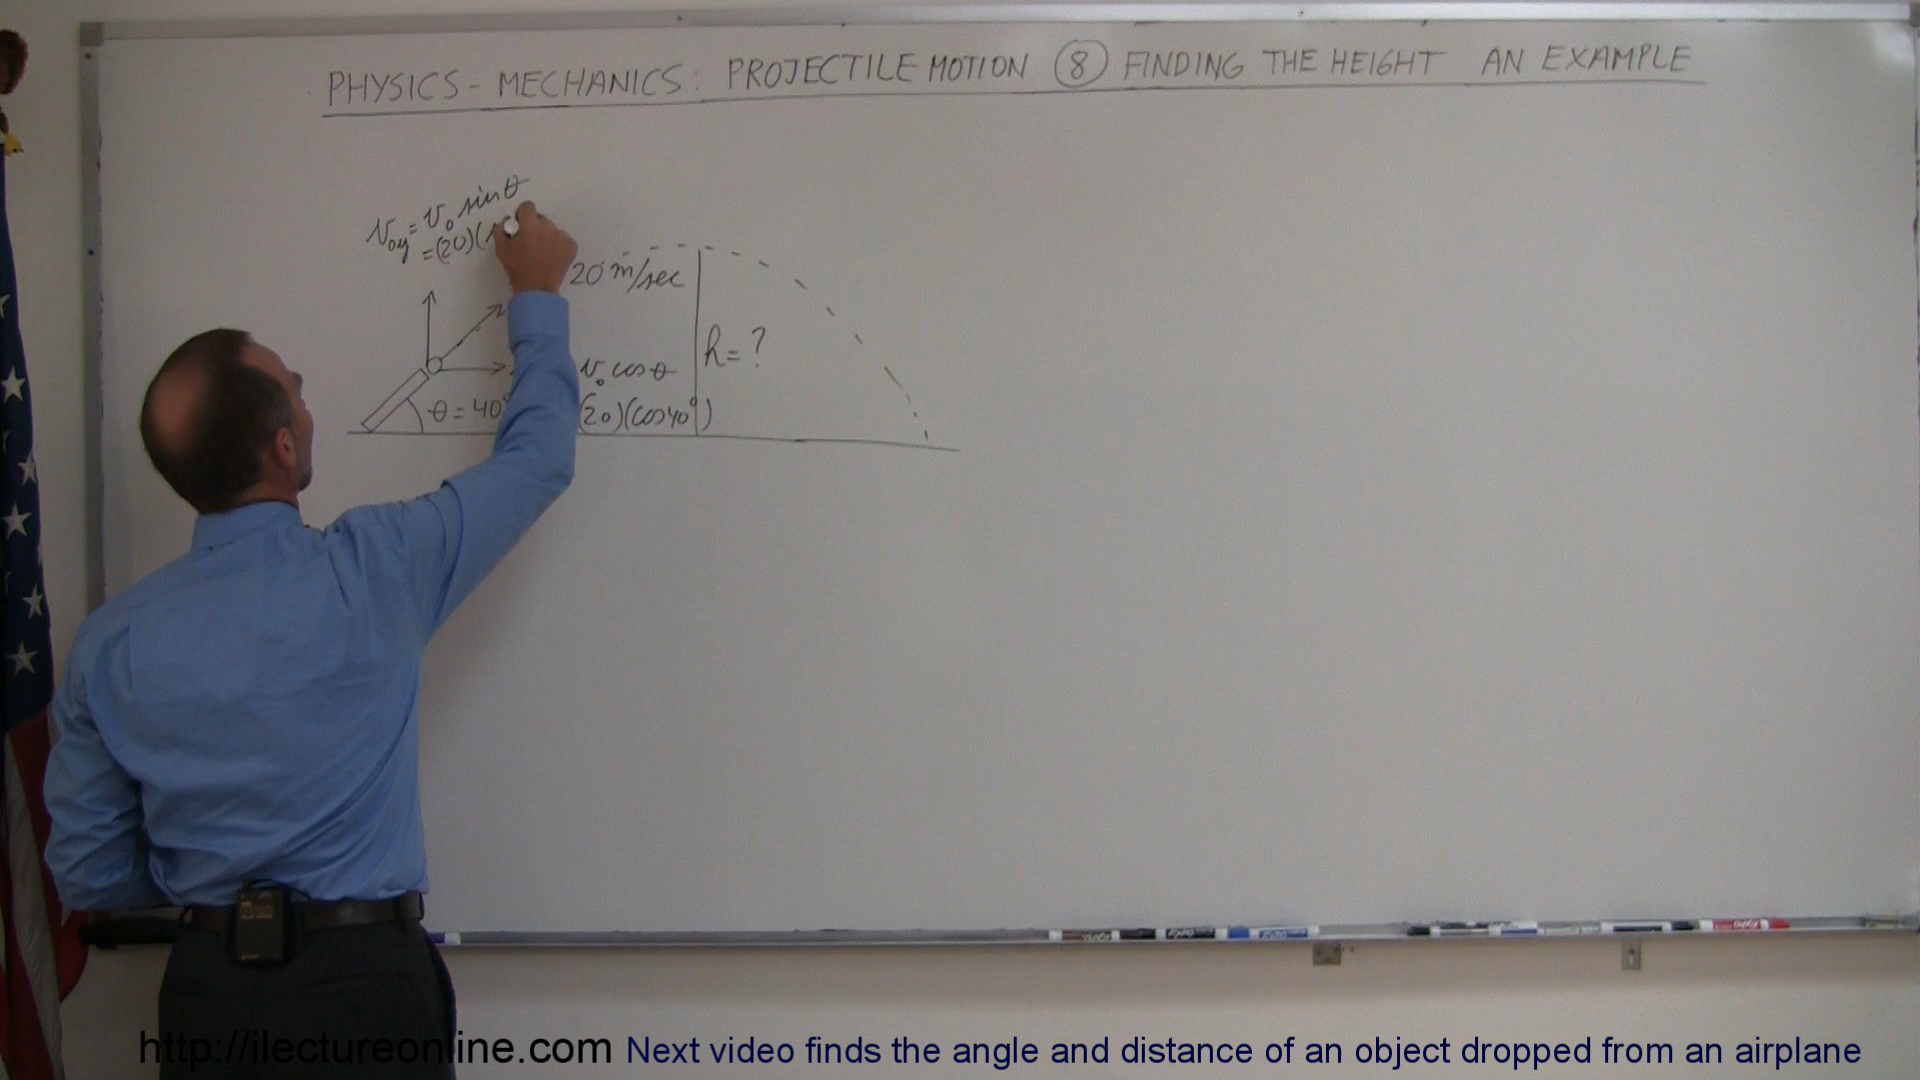 PHYSICS - MECHANICS: PROJECTILE MOTION ⑧ FINDING THE HEIGHT AN EXAMPLE
v₀y = v₀ sin θ
= (20)(
20 m/sec
h = ?
v₀ cos θ
θ = 40°
(20)(cos 40°)
http://ilectureonline.com Next video finds the angle and distance of an object dropped from an airplane